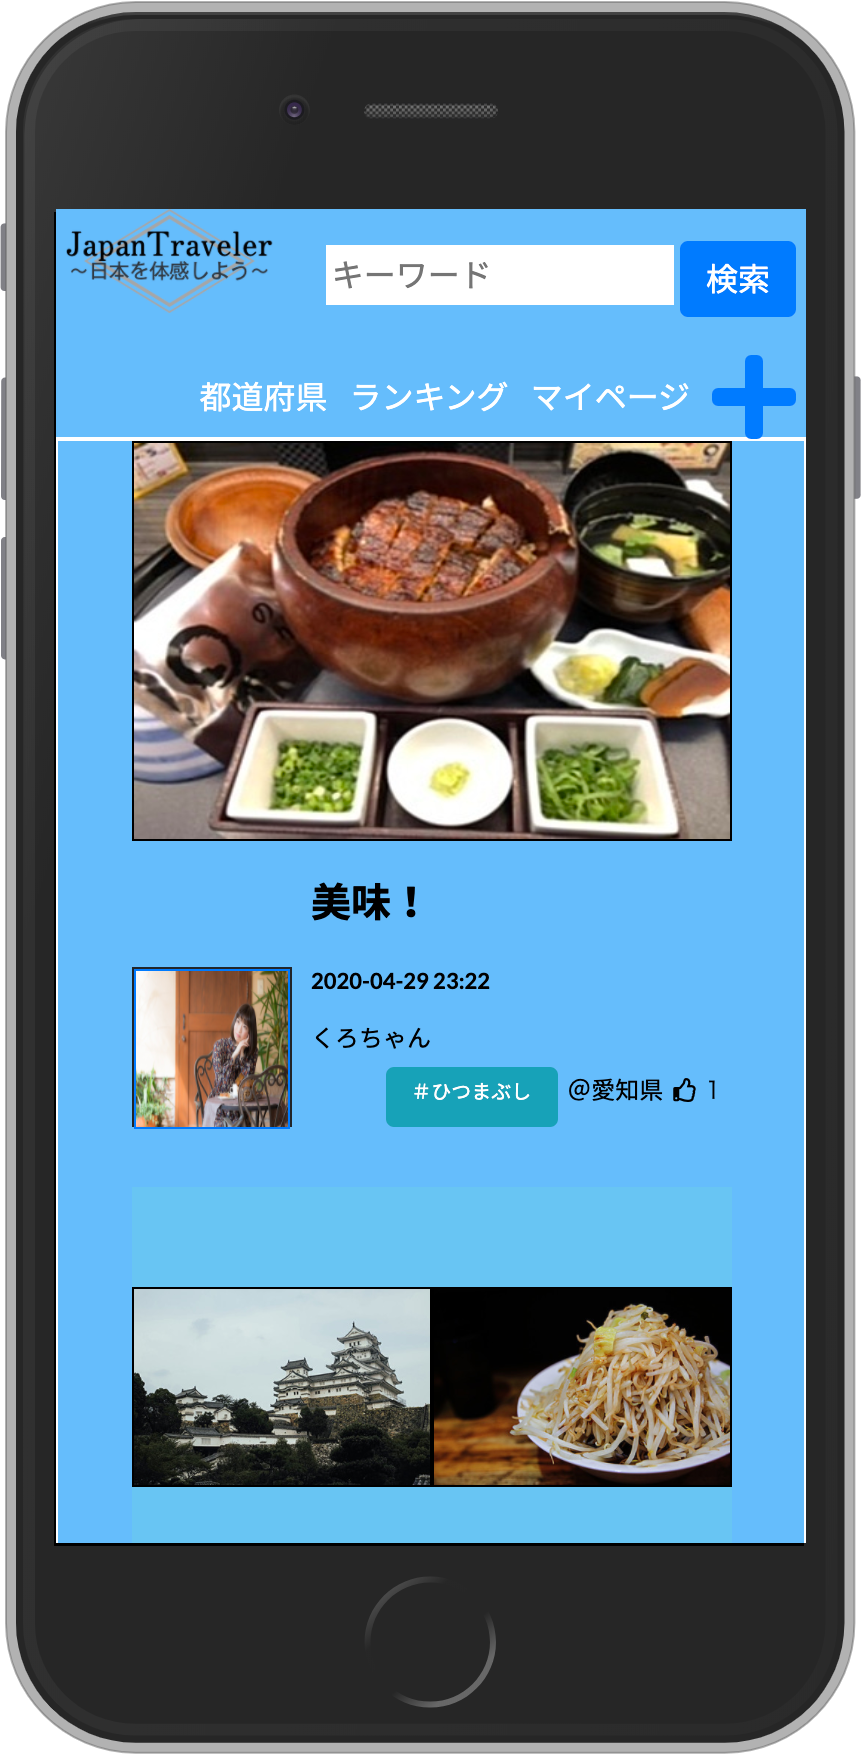 JapanTraveler
～日本を体感しよう～
キーワード
検索
都道府県 ランキング マイページ
美味！
2020-04-29 23:22
くろちゃん
#ひつまぶし @愛知県 1